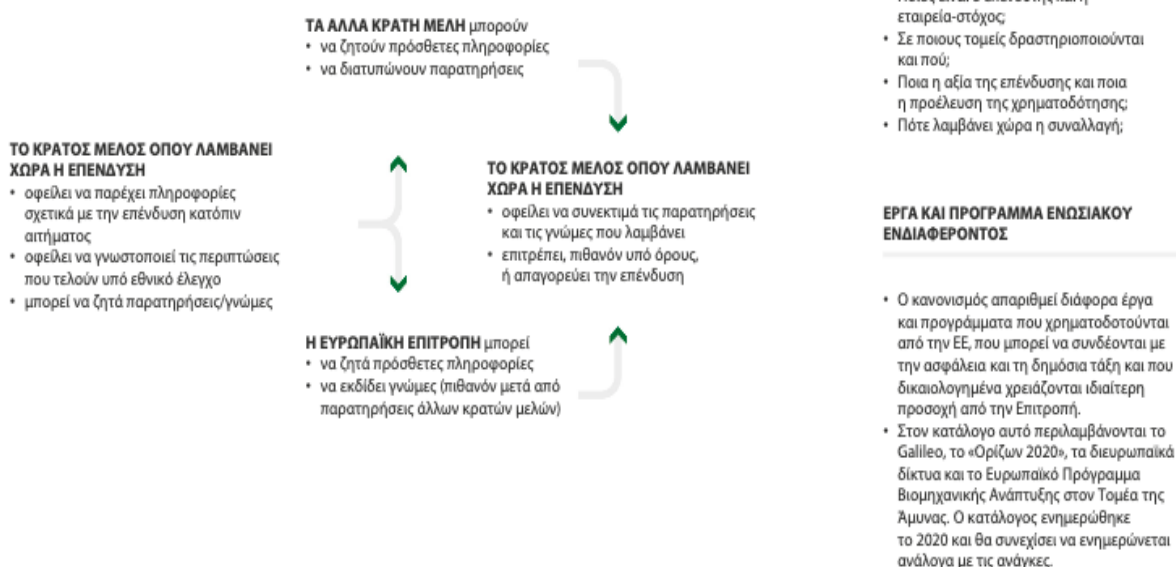 ΤΑ ΑΛΛΑ ΚΡΑΤΗ ΜΕΛΗ μπορούν
• να ζητούν πρόσθετες πληροφορίες
• να διατυπώνουν παρατηρήσεις
ΤΟ ΚΡΑΤΟΣ ΜΕΛΟΣ ΟΠΟΥ ΛΑΜΒΑΝΕΙ
ΧΩΡΑ Η ΕΠΕΝΔΥΣΗ
• οφείλει να παρέχει πληροφορίες
σχετικά με την επένδυση κατόπιν
αιτήματος
• οφείλει να γνωστοποιεί τις περιπτώσεις
που τελούν υπό εθνικό έλεγχο
• μπορεί να ζητά παρατηρήσεις/γνώμες
ΤΟ ΚΡΑΤΟΣ ΜΕΛΟΣ ΟΠΟΥ ΛΑΜΒΑΝΕΙ
ΧΩΡΑ Η ΕΠΕΝΔΥΣΗ
• οφείλει να συνεκτιμά τις παρατηρήσεις
και τις γνώμες που λαμβάνει
• επιτρέπει, πιθανόν υπό όρους,
ή απαγορεύει την επένδυση
Η ΕΥΡΩΠΑΪΚΗ ΕΠΙΤΡΟΠΗ μπορεί
• να ζητά πρόσθετες πληροφορίες
• να εκδίδει γνώμες (πιθανόν μετά από
παρατηρήσεις άλλων κρατών μελών)
εταιρεία-στόχος;
• Σε ποιους τομείς δραστηριοποιούνται
και πού;
• Ποια η αξία της επένδυσης και ποια
η προέλευση της χρηματοδότησης;
• Πότε λαμβάνει χώρα η συναλλαγή;
ΕΡΓΑ ΚΑΙ ΠΡΟΓΡΑΜΜΑ ΕΝΩΣΙΑΚΟΥ
ΕΝΔΙΑΦΕΡΟΝΤΟΣ
• Ο κανονισμός απαριθμεί διάφορα έργα
και προγράμματα που χρηματοδοτούνται
από την ΕΕ, που μπορεί να συνδέονται με
την ασφάλεια και τη δημόσια τάξη και που
δικαιολογημένα χρειάζονται ιδιαίτερη
προσοχή από την Επιτροπή.
• Στον κατάλογο αυτό περιλαμβάνονται το
Galileo, το «Ορίζων 2020», τα διευρωπαϊκά
δίκτυα και το Ευρωπαϊκό Πρόγραμμα
Βιομηχανικής Ανάπτυξης στον Τομέα της
Άμυνας. Ο κατάλογος ενημερώθηκε
το 2020 και θα συνεχίσει να ενημερώνεται
ανάλογα με τις ανάγκες.